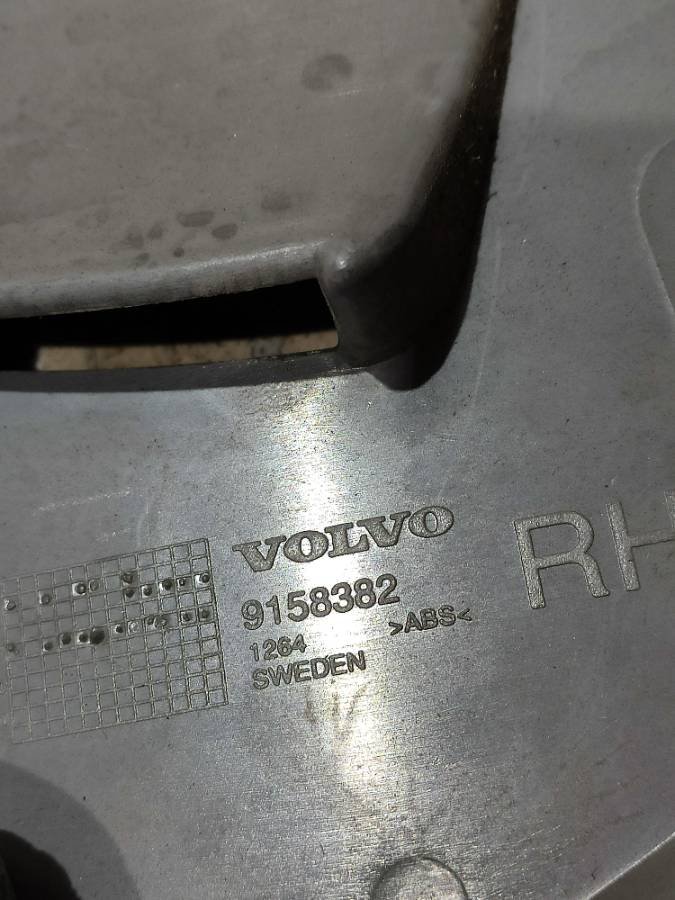 VOLVO
RH
9158382
1264 >ABS<
SWEDEN